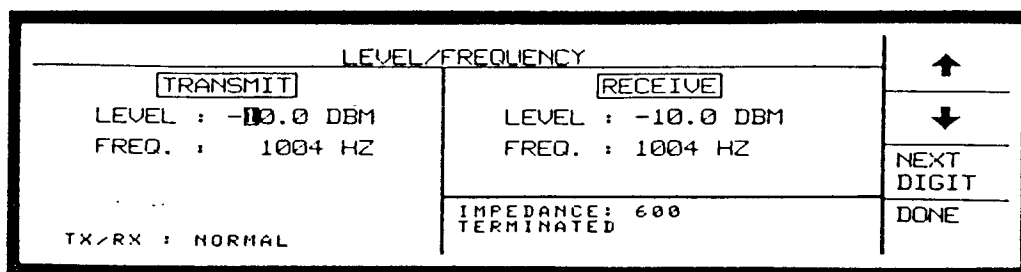 LEVEL/FREQUENCY
TRANSMIT
LEVEL : -10.0 DBM
FREQ. : 1004 HZ
TX/RX : NORMAL
RECEIVE
LEVEL : -10.0 DBM
FREQ. : 1004 HZ
IMPEDANCE: 600
TERMINATED
NEXT
DIGIT
DONE